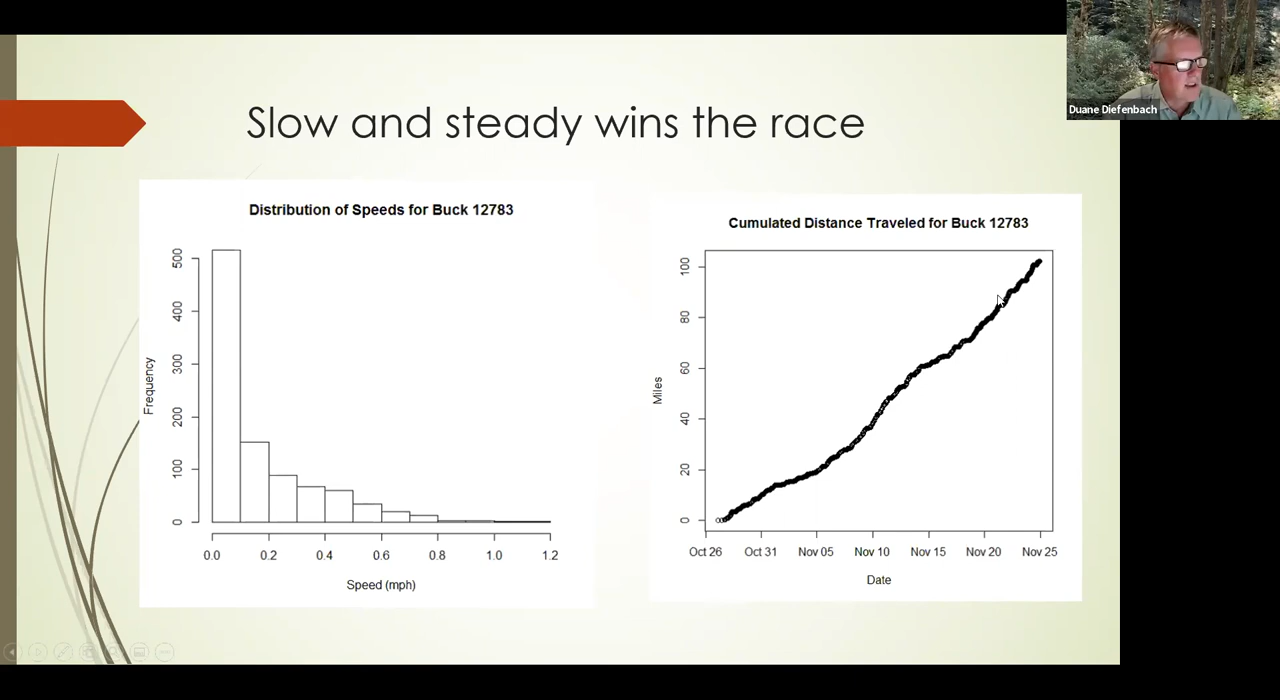 Duane Diefenbach
Slow and steady wins the race
Distribution of Speeds for Buck 12783
Frequency
500
400
300
200
100
0
0.0 0.2 0.4 0.6 0.8 1.0 1.2
Speed (mph)
Cumulated Distance Traveled for Buck 12783
Miles
100
80
60
40
20
0
Oct 26 Oct 31 Nov 05 Nov 10 Nov 15 Nov 20 Nov 25
Date